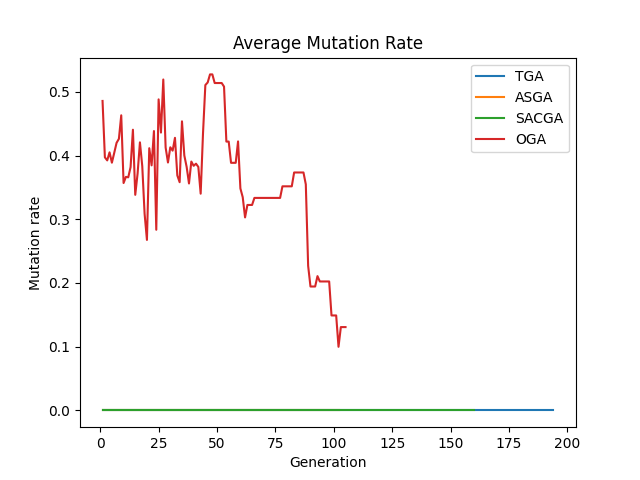 Average Mutation Rate
Mutation rate
0.5
0.4
0.3
0.2
0.1
0.0
TGA
ASGA
SACGA
OGA
0 25 50 75 100 125 150 175 200
Generation